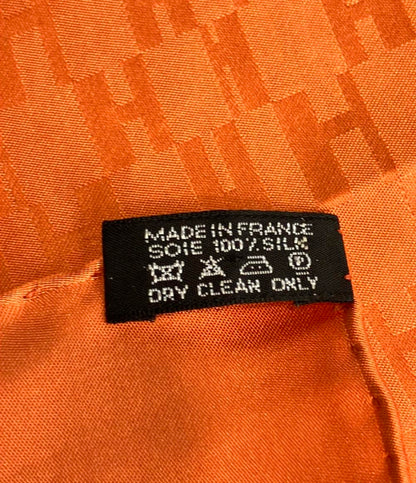 MADE IN FRANCE
SOIE 100% SILK
P
DRY CLEAN ONLY